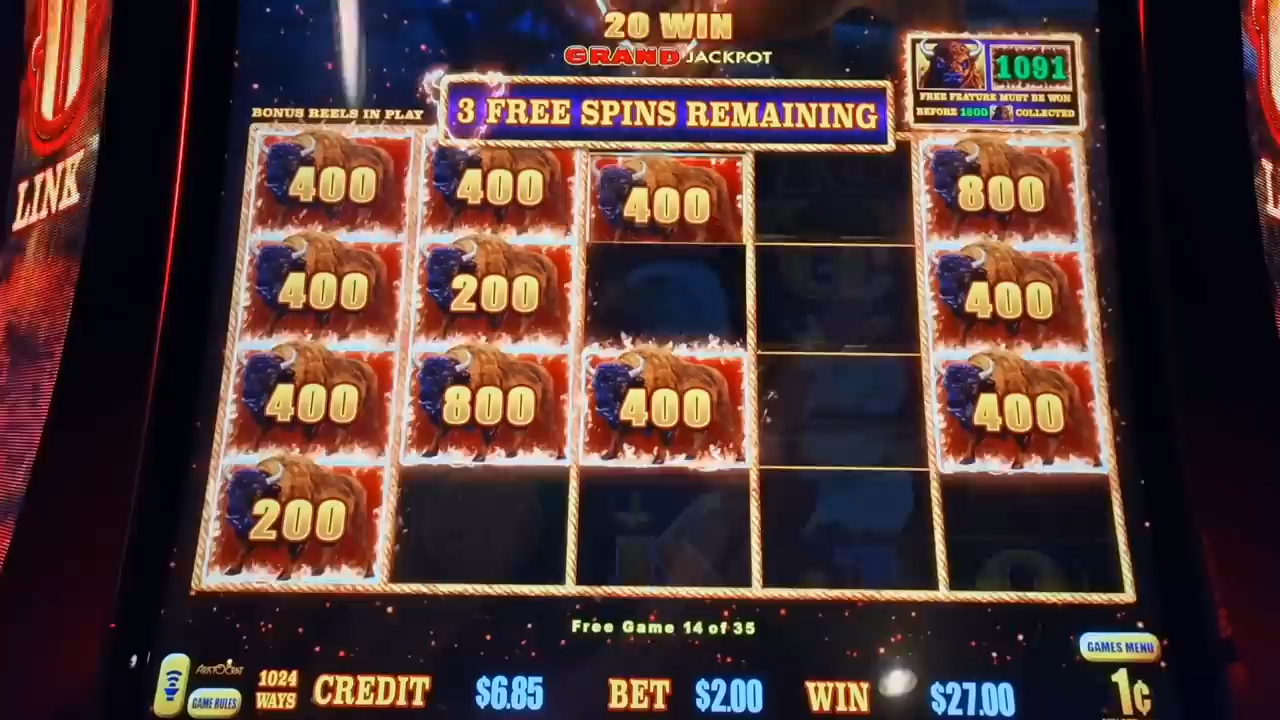 20 WIN
GRAND JACKPOT
1091
FREE FEATURE MUST BE WON
BEFORE 1800 COLLECTED
BONUS REELS IN PLAY
3 FREE SPINS REMAINING
400 400 400 800
400 200 400
400 800 400 400
200
Free Game 14 of 35
LINK
GAMES MENU
ARISTOCRAT
GAME RULES
1024
WAYS
CREDIT $6.85 BET $2.00 WIN $27.00
1¢